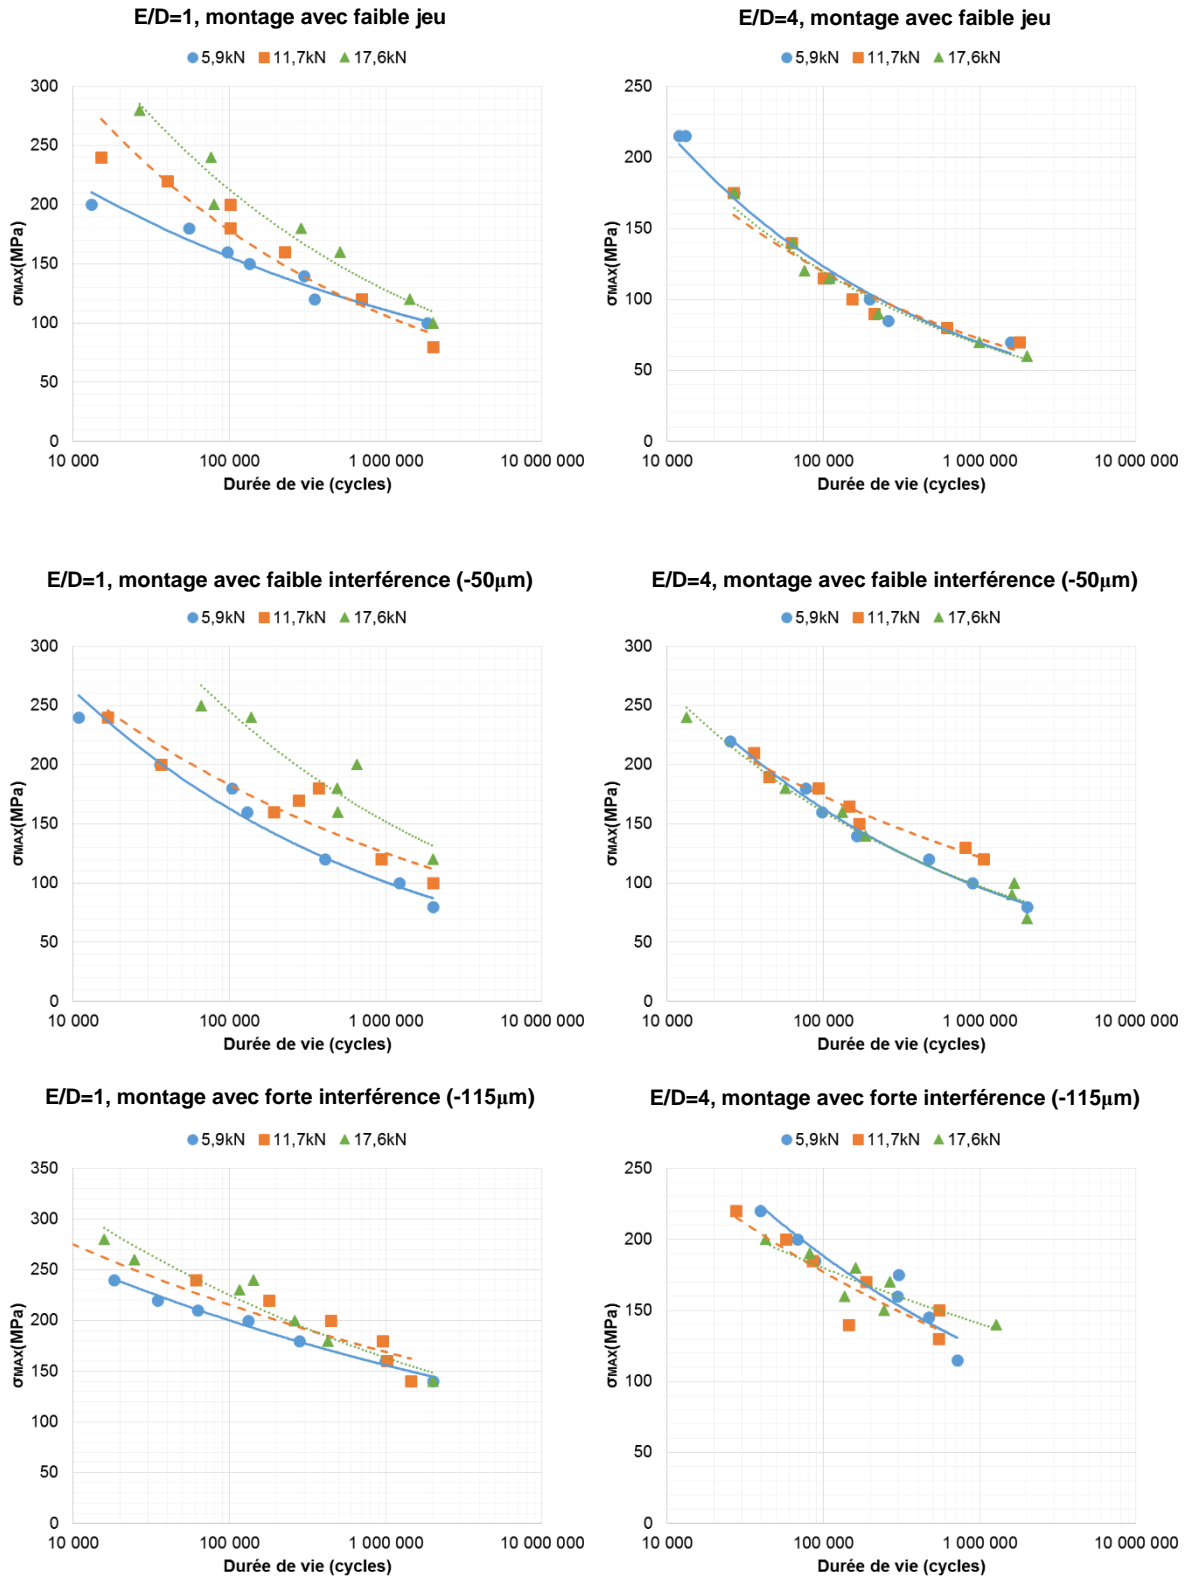 E/D=1, montage avec faible jeu
5,9kN 11,7kN 17,6kN
300
250
200
150
100
50
0
σMAX(MPa)
10 000 100 000 1 000 000 10 000 000
Durée de vie (cycles)
E/D=4, montage avec faible jeu
5,9kN 11,7kN 17,6kN
250
200
150
100
50
0
σMAX(MPa)
10 000 100 000 1 000 000 10 000 000
Durée de vie (cycles)
E/D=1, montage avec faible interférence (-50μm)
5,9kN 11,7kN 17,6kN
300
250
200
150
100
50
0
σMAX(MPa)
10 000 100 000 1 000 000 10 000 000
Durée de vie (cycles)
E/D=4, montage avec faible interférence (-50μm)
5,9kN 11,7kN 17,6kN
300
250
200
150
100
50
0
σMAX(MPa)
10 000 100 000 1 000 000 10 000 000
Durée de vie (cycles)
E/D=1, montage avec forte interférence (-115μm)
5,9kN 11,7kN 17,6kN
350
300
250
200
150
100
50
0
σMAX(MPa)
10 000 100 000 1 000 000 10 000 000
Durée de vie (cycles)
E/D=4, montage avec forte interférence (-115μm)
5,9kN 11,7kN 17,6kN
250
200
150
100
50
0
σMAX(MPa)
10 000 100 000 1 000 000 10 000 000
Durée de vie (cycles)